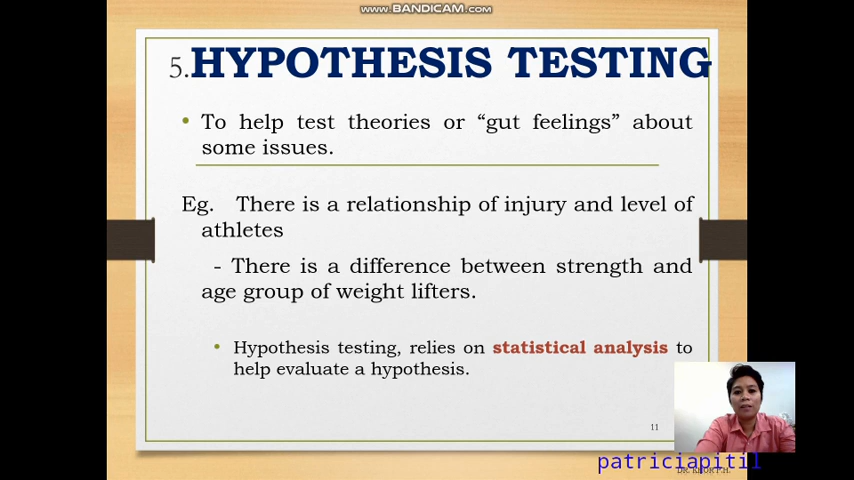 www.BANDICAM.com
5.HYPOTHESIS TESTING
• To help test theories or “gut feelings” about
some issues.
Eg. There is a relationship of injury and level of
athletes
- There is a difference between strength and
age group of weight lifters.
• Hypothesis testing, relies on statistical analysis to
help evaluate a hypothesis.
11
patriciapitil